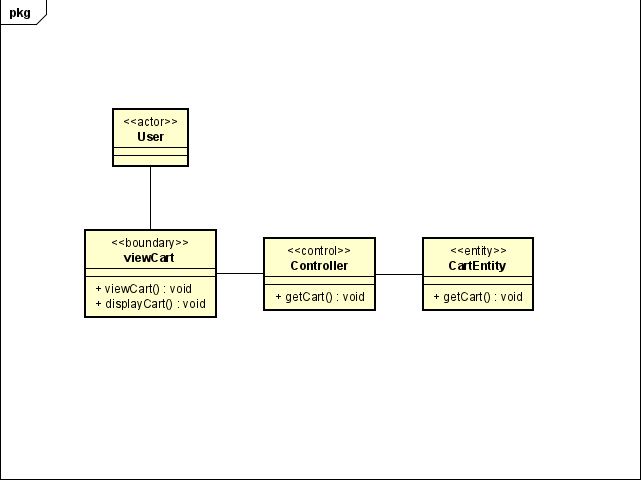 pkg
<<actor>>
User
<<boundary>>
viewCart
+ viewCart() : void
+ displayCart() : void
<<control>>
Controller
+ getCart() : void
<<entity>>
CartEntity
+ getCart() : void